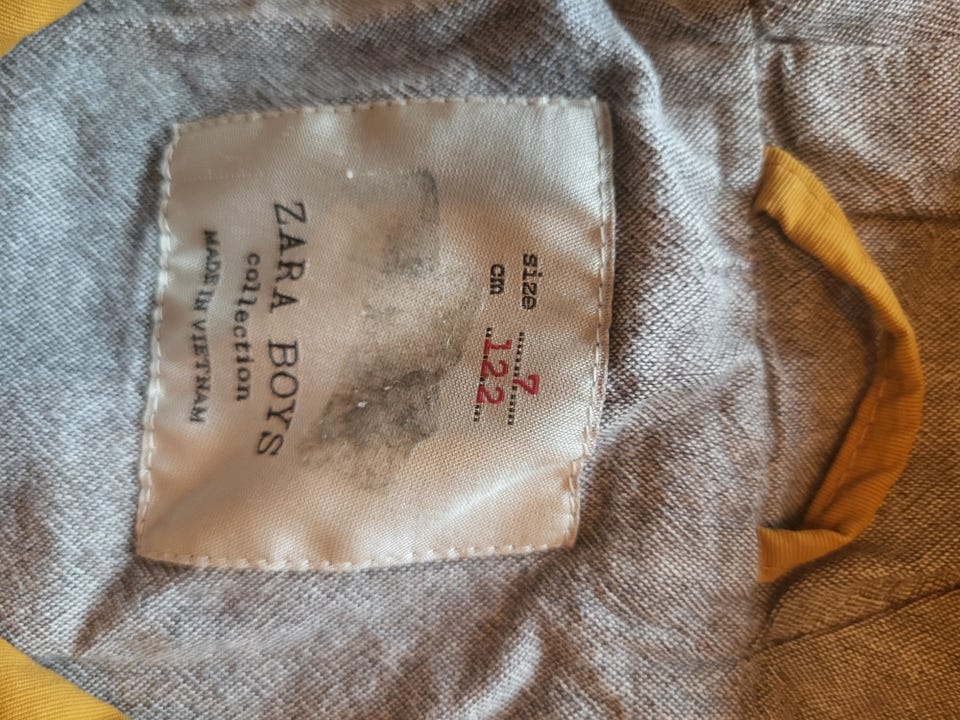 size 7
cm 122
ZARA BOYS
collection
MADE IN VIETNAM